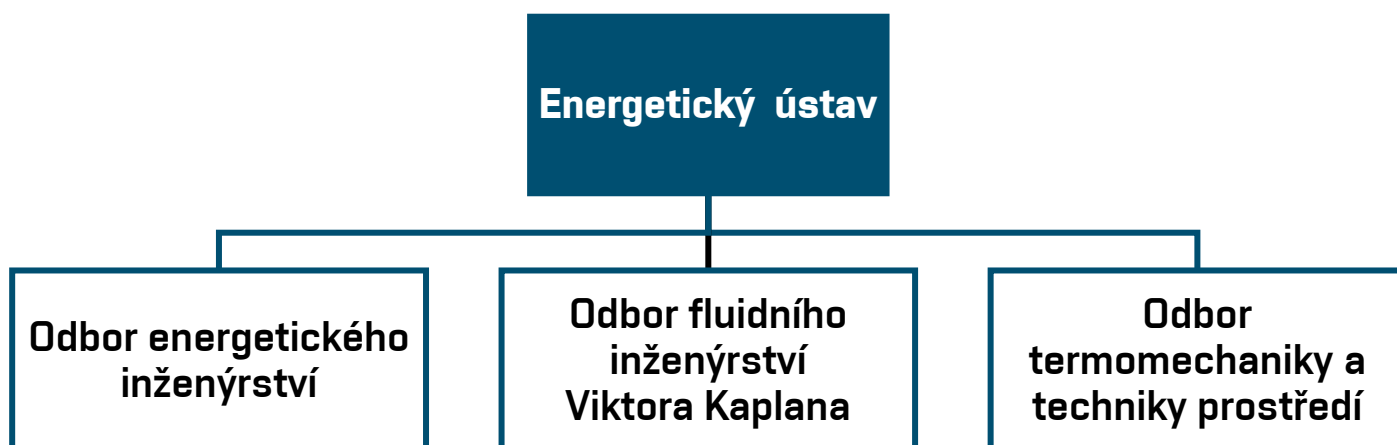 Energetický ústav
Odbor energetického
inženýrství
Odbor fluidního
inženýrství
Viktora Kaplana
Odbor
termomechaniky a
techniky prostředí